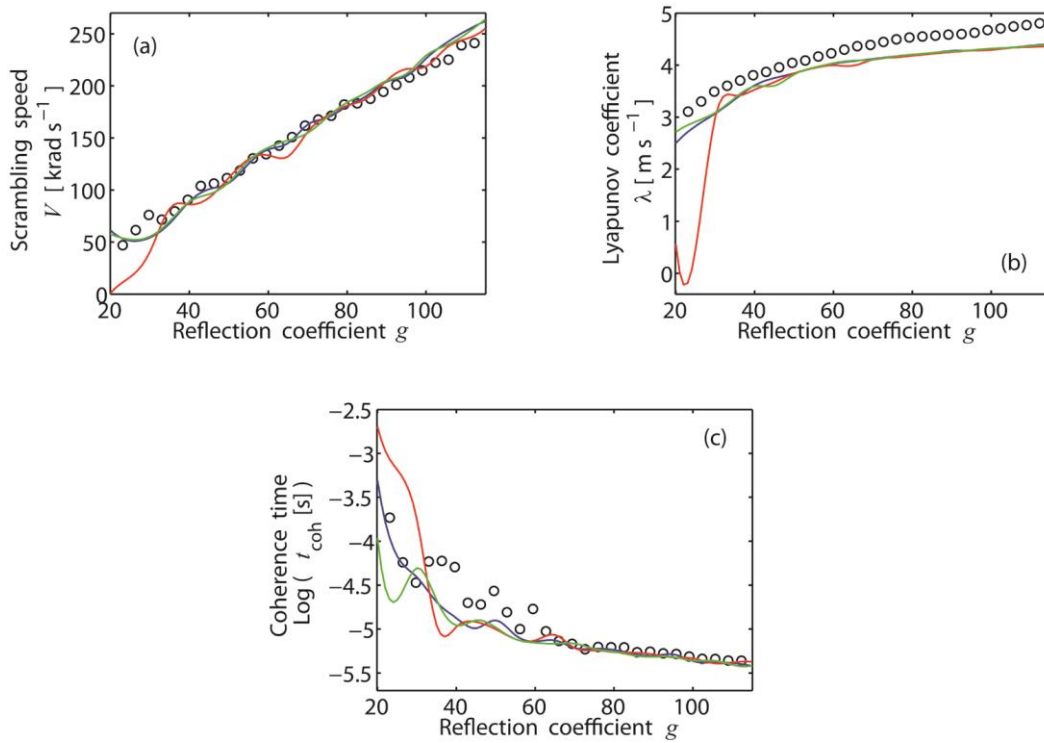 (a)
Scrambling speed
V [ krad s⁻¹ ]
250
200
150
100
50
0
20 40 60 80 100
Reflection coefficient g
(b)
Lyapunov coefficient
λ [ m s⁻¹ ]
5
4
3
2
1
0
20 40 60 80 100
Reflection coefficient g
(c)
Coherence time
Log ( t coh [s] )
−2.5
−3
−3.5
−4
−4.5
−5
−5.5
20 40 60 80 100
Reflection coefficient g